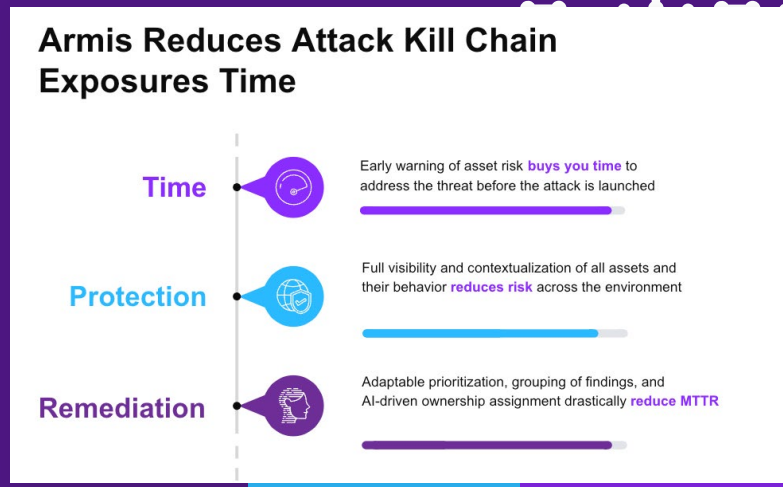 Armis Reduces Attack Kill Chain
Exposures Time
Time
Early warning of asset risk buys you time to
address the threat before the attack is launched
Protection
Full visibility and contextualization of all assets and
their behavior reduces risk across the environment
Remediation
Adaptable prioritization, grouping of findings, and
AI-driven ownership assignment drastically reduce MTTR